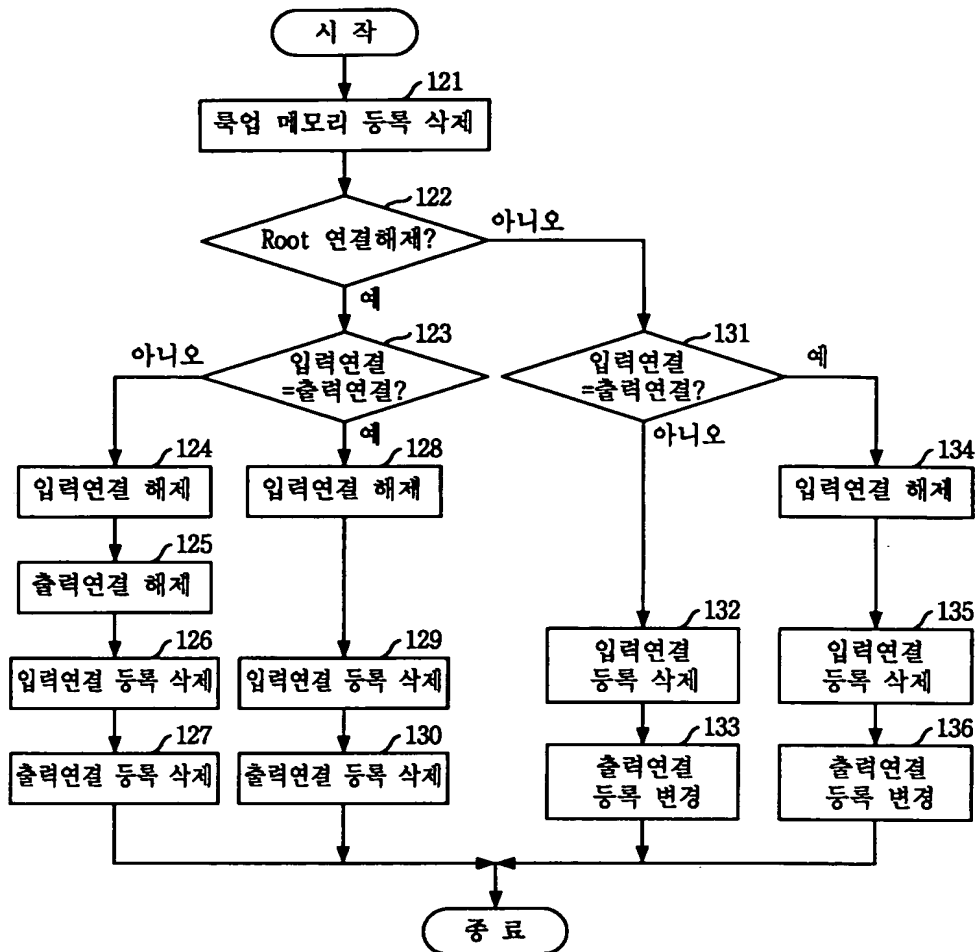 시 작
121
룩업 메모리 등록 삭제
122
Root 연결해제?
아니오
예
123
입력연결
=출력연결?
아니오
예
131
입력연결
=출력연결?
예
아니오
124
입력연결 해제
128
입력연결 해제
134
입력연결 해제
125
출력연결 해제
126
입력연결 등록 삭제
129
입력연결 등록 삭제
132
입력연결
등록 삭제
135
입력연결
등록 삭제
127
출력연결 등록 삭제
130
출력연결 등록 삭제
133
출력연결
등록 변경
136
출력연결
등록 변경
종 료